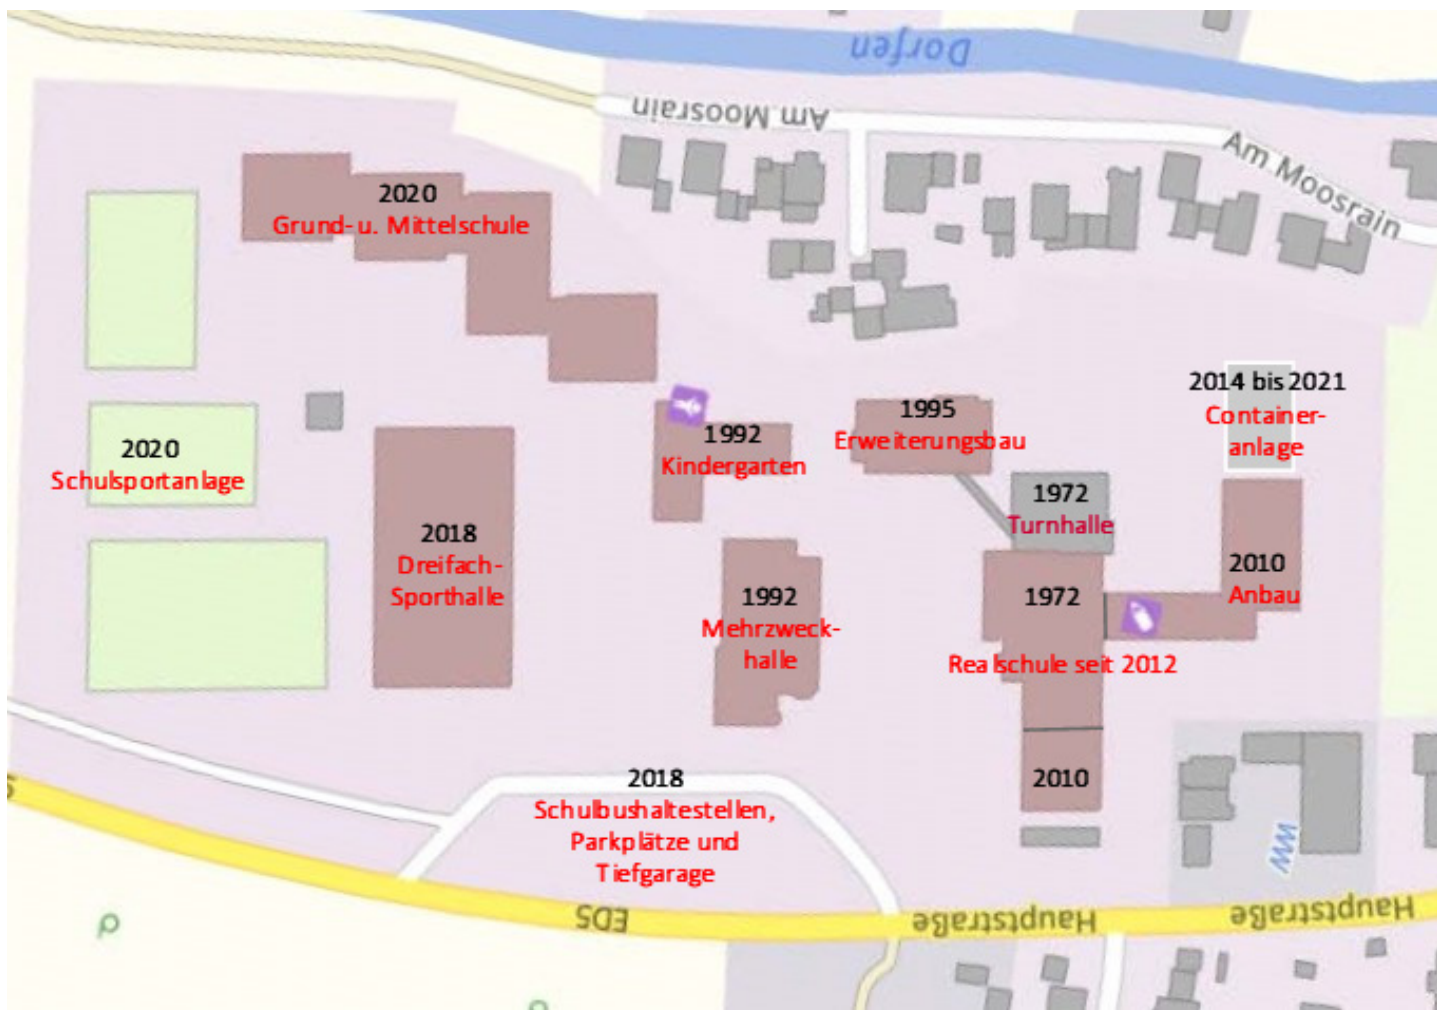 Dorfen
Am Moosrain
Am Moosrain
2020
Grund- u. Mittelschule
2014 bis 2021
Container-
anlage
1995
Erweiterungsbau
1992
Kindergarten
2020
Schulsportanlage
1972
Turnhalle
2018
Dreifach-
Sporthalle
2010
Anbau
1992
Mehrzweck-
halle
1972
Realschule seit 2012
2010
2018
Schulbushaltestellen,
Parkplätze und
Tiefgarage
WW
ED5
Hauptstraße
Hauptstraße